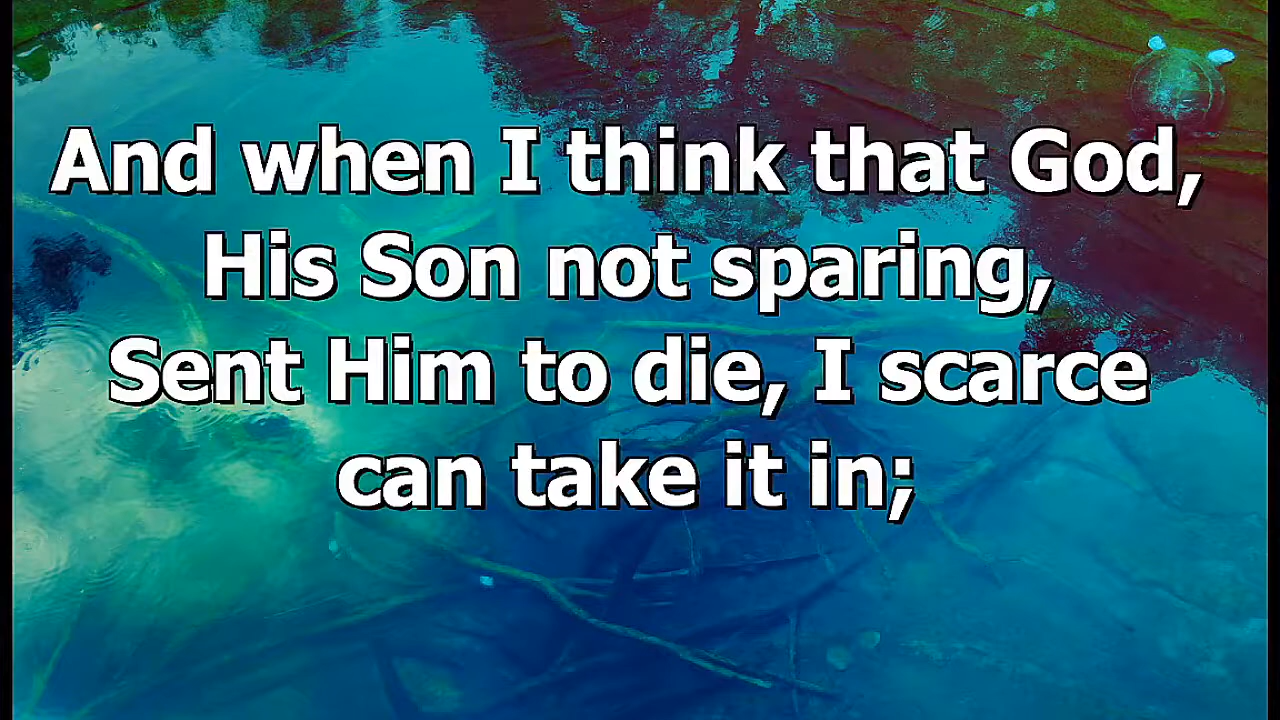 And when I think that God,
His Son not sparing,
Sent Him to die, I scarce
can take it in;